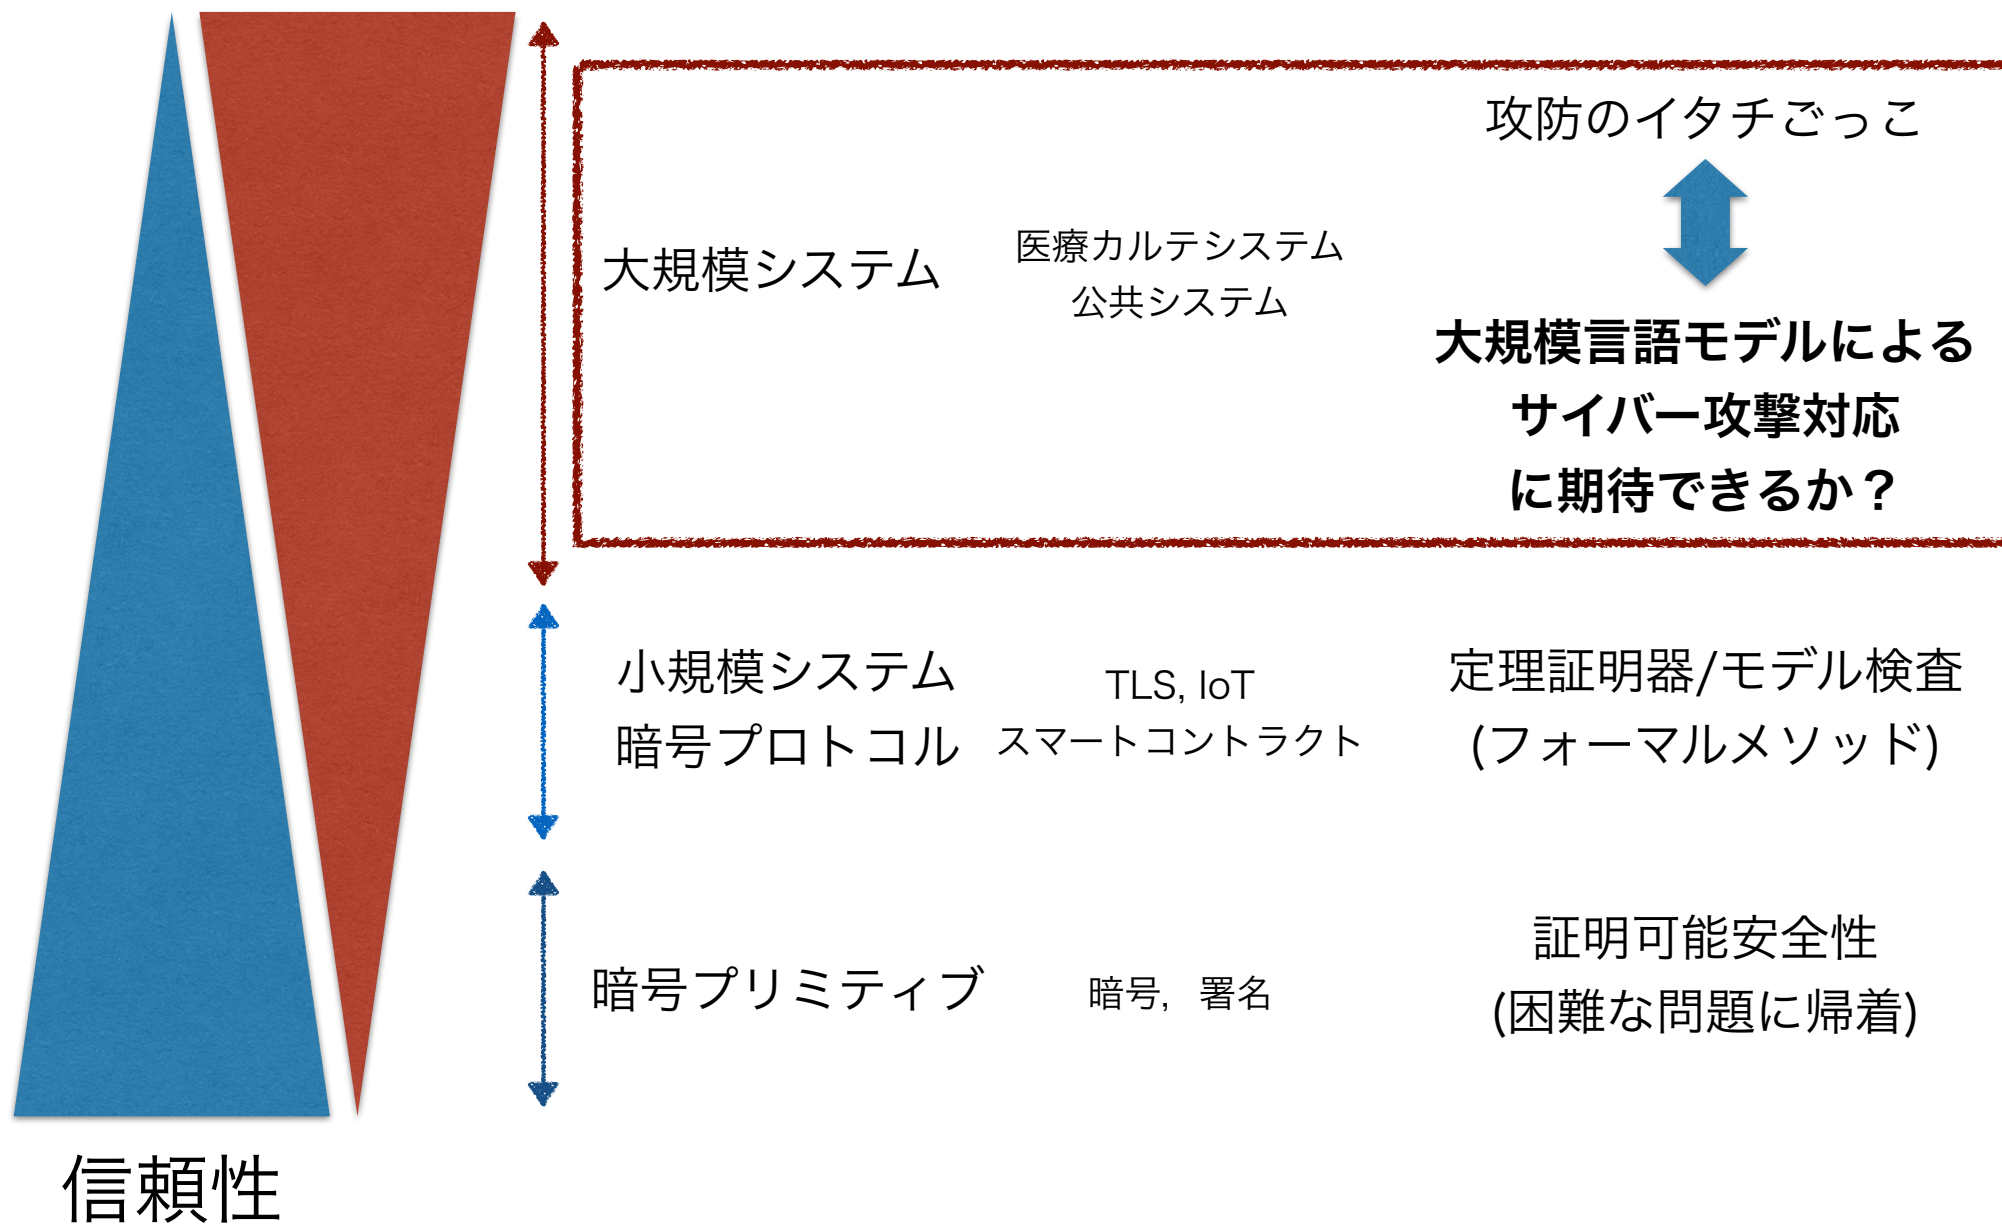 攻防のイタチごっこ
大規模システム
医療カルテシステム
公共システム
大規模言語モデルによる
サイバー攻撃対応
に期待できるか？
小規模システム
暗号プロトコル
TLS, IoT
スマートコントラクト
定理証明器/モデル検査
(フォーマルメソッド)
暗号プリミティブ
暗号, 署名
証明可能安全性
(困難な問題に帰着)
信頼性